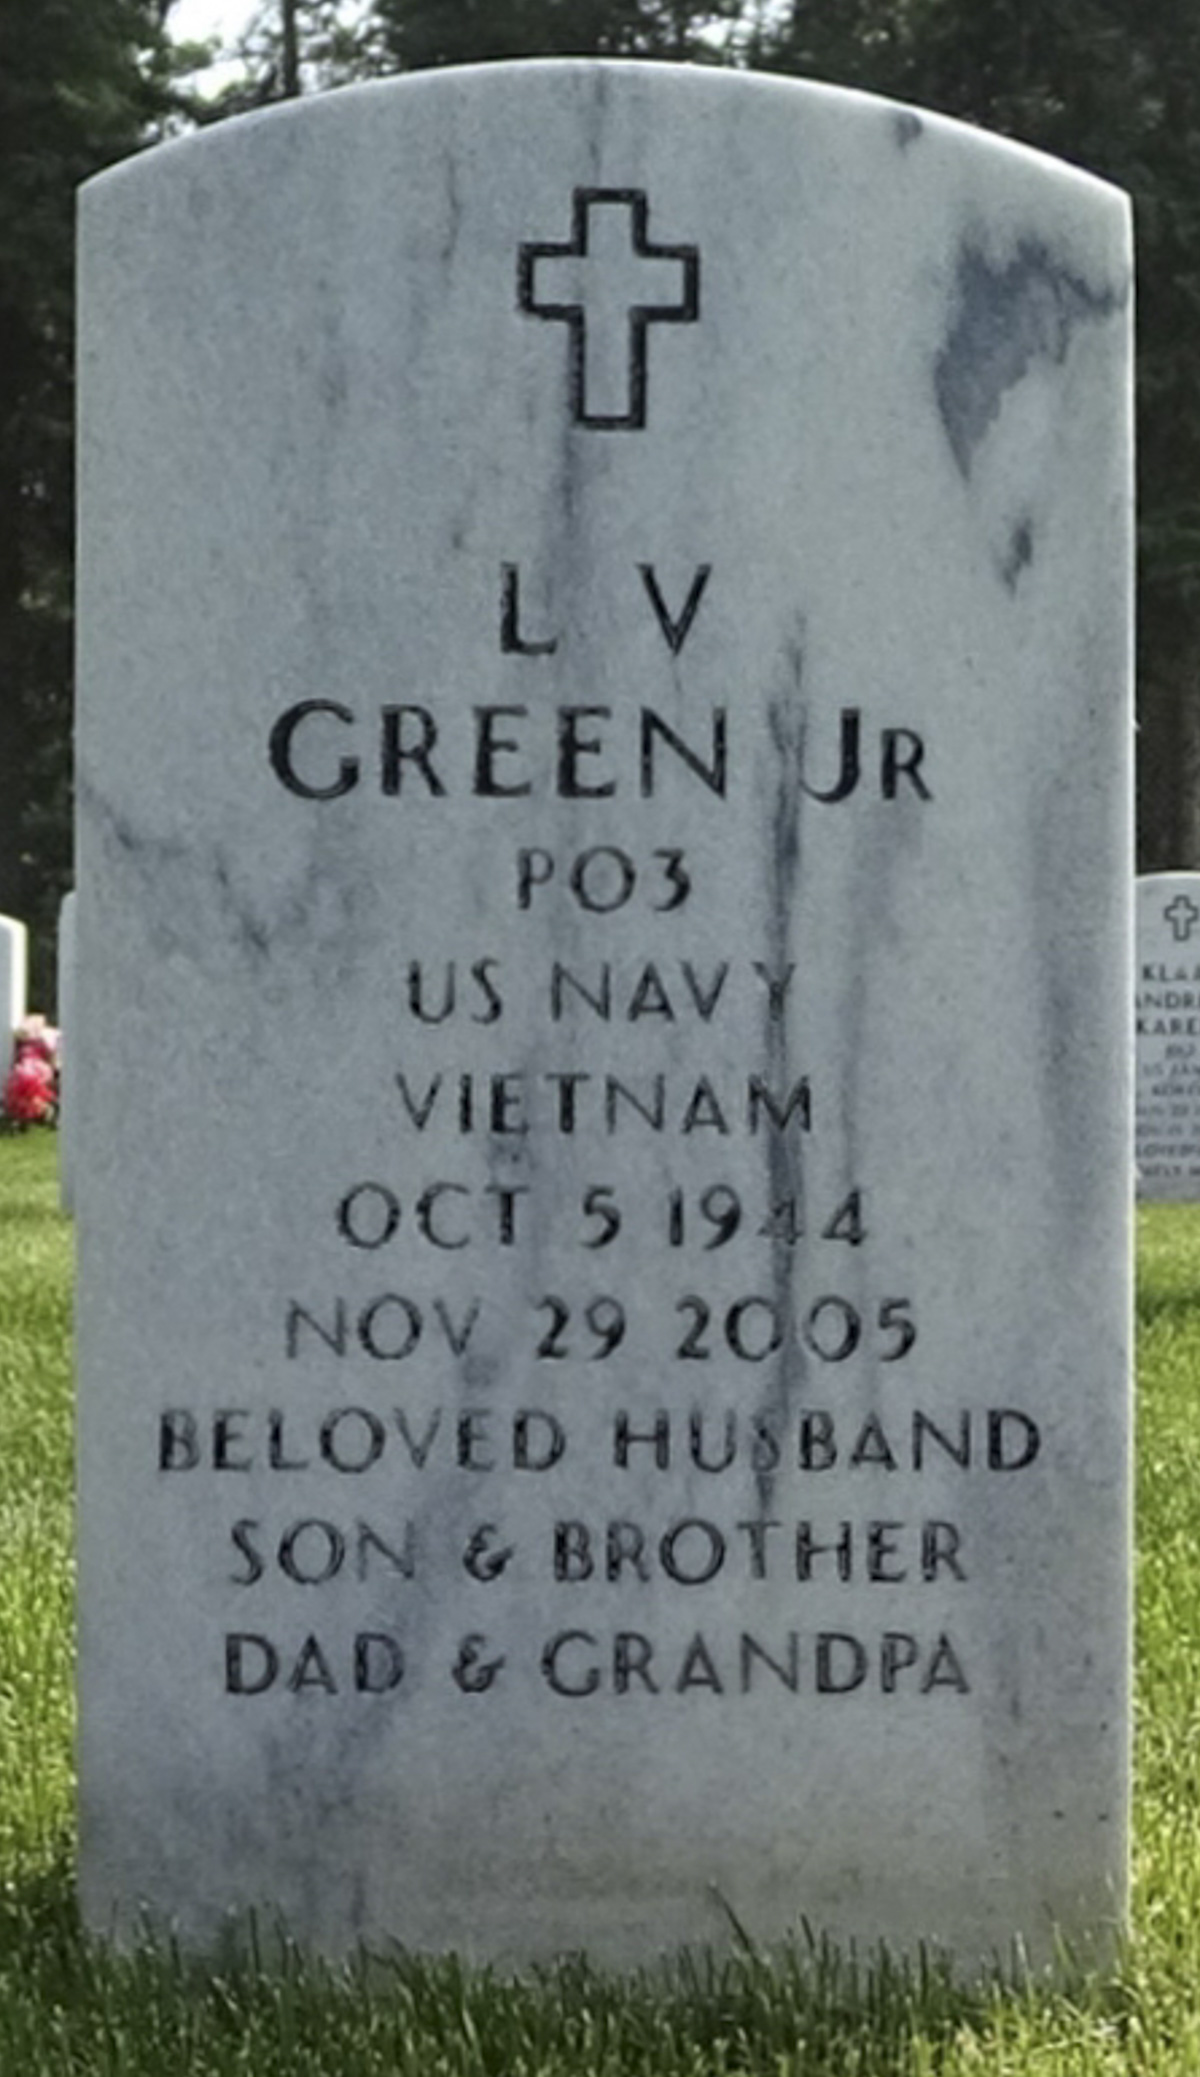 L V
GREEN JR
PO3
US NAVY
VIETNAM
OCT 5 1944
NOV 29 2005
BELOVED HUSBAND
SON & BROTHER
DAD & GRANDPA